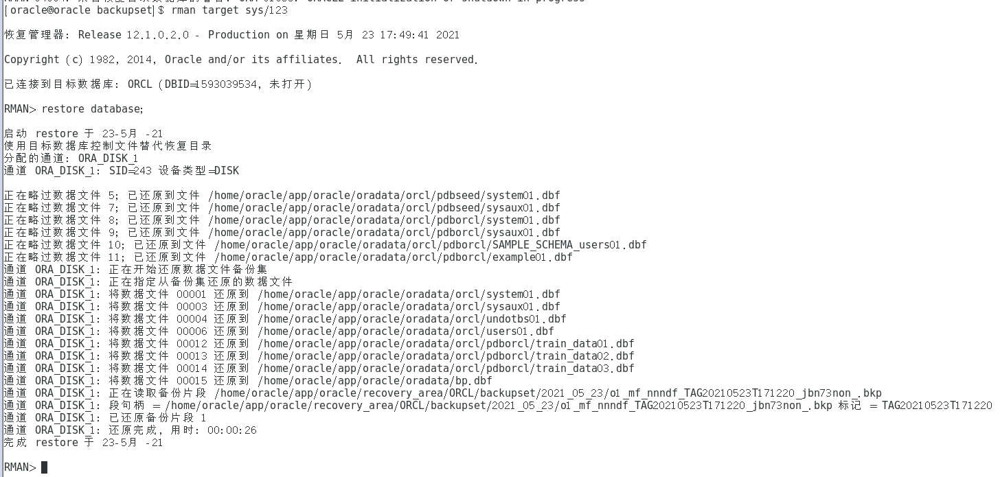 [oracle@oracle backupset]$ rman target sys/123
恢复管理器: Release 12.1.0.2.0 - Production on 星期日 5月 23 17:49:41 2021
Copyright (c) 1982, 2014, Oracle and/or its affiliates.  All rights reserved.
已连接到目标数据库: ORCL (DBID=1593039534, 未打开)
RMAN> restore database;
启动 restore 于 23-5月 -21
使用目标数据库控制文件替代恢复目录
分配的通道: ORA_DISK_1
通道 ORA_DISK_1: SID=243 设备类型=DISK
正在略过数据文件 5; 已还原到文件 /home/oracle/app/oracle/oradata/orcl/pdbseed/system01.dbf
正在略过数据文件 7; 已还原到文件 /home/oracle/app/oracle/oradata/orcl/pdbseed/sysaux01.dbf
正在略过数据文件 8; 已还原到文件 /home/oracle/app/oracle/oradata/orcl/pdborcl/system01.dbf
正在略过数据文件 9; 已还原到文件 /home/oracle/app/oracle/oradata/orcl/pdborcl/sysaux01.dbf
正在略过数据文件 10; 已还原到文件 /home/oracle/app/oracle/oradata/orcl/pdborcl/SAMPLE_SCHEMA_users01.dbf
正在略过数据文件 11; 已还原到文件 /home/oracle/app/oracle/oradata/orcl/pdborcl/example01.dbf
通道 ORA_DISK_1: 正在开始还原数据文件备份集
通道 ORA_DISK_1: 正在指定从备份集还原的数据文件
通道 ORA_DISK_1: 将数据文件 00001 还原到 /home/oracle/app/oracle/oradata/orcl/system01.dbf
通道 ORA_DISK_1: 将数据文件 00003 还原到 /home/oracle/app/oracle/oradata/orcl/sysaux01.dbf
通道 ORA_DISK_1: 将数据文件 00004 还原到 /home/oracle/app/oracle/oradata/orcl/undotbs01.dbf
通道 ORA_DISK_1: 将数据文件 00006 还原到 /home/oracle/app/oracle/oradata/orcl/users01.dbf
通道 ORA_DISK_1: 将数据文件 00012 还原到 /home/oracle/app/oracle/oradata/orcl/pdborcl/train_data01.dbf
通道 ORA_DISK_1: 将数据文件 00013 还原到 /home/oracle/app/oracle/oradata/orcl/pdborcl/train_data02.dbf
通道 ORA_DISK_1: 将数据文件 00014 还原到 /home/oracle/app/oracle/oradata/orcl/pdborcl/train_data03.dbf
通道 ORA_DISK_1: 将数据文件 00015 还原到 /home/oracle/app/oracle/oradata/bp.dbf
通道 ORA_DISK_1: 正在读取备份片段 /home/oracle/app/oracle/recovery_area/ORCL/backupset/2021_05_23/o1_mf_nnndf_TAG20210523T171220_jbn73non_.bkp
通道 ORA_DISK_1: 段句柄 = /home/oracle/app/oracle/recovery_area/ORCL/backupset/2021_05_23/o1_mf_nnndf_TAG20210523T171220_jbn73non_.bkp 标记 = TAG20210523T171220
通道 ORA_DISK_1: 已还原备份片段 1
通道 ORA_DISK_1: 还原完成, 用时: 00:00:26
完成 restore 于 23-5月 -21
RMAN>